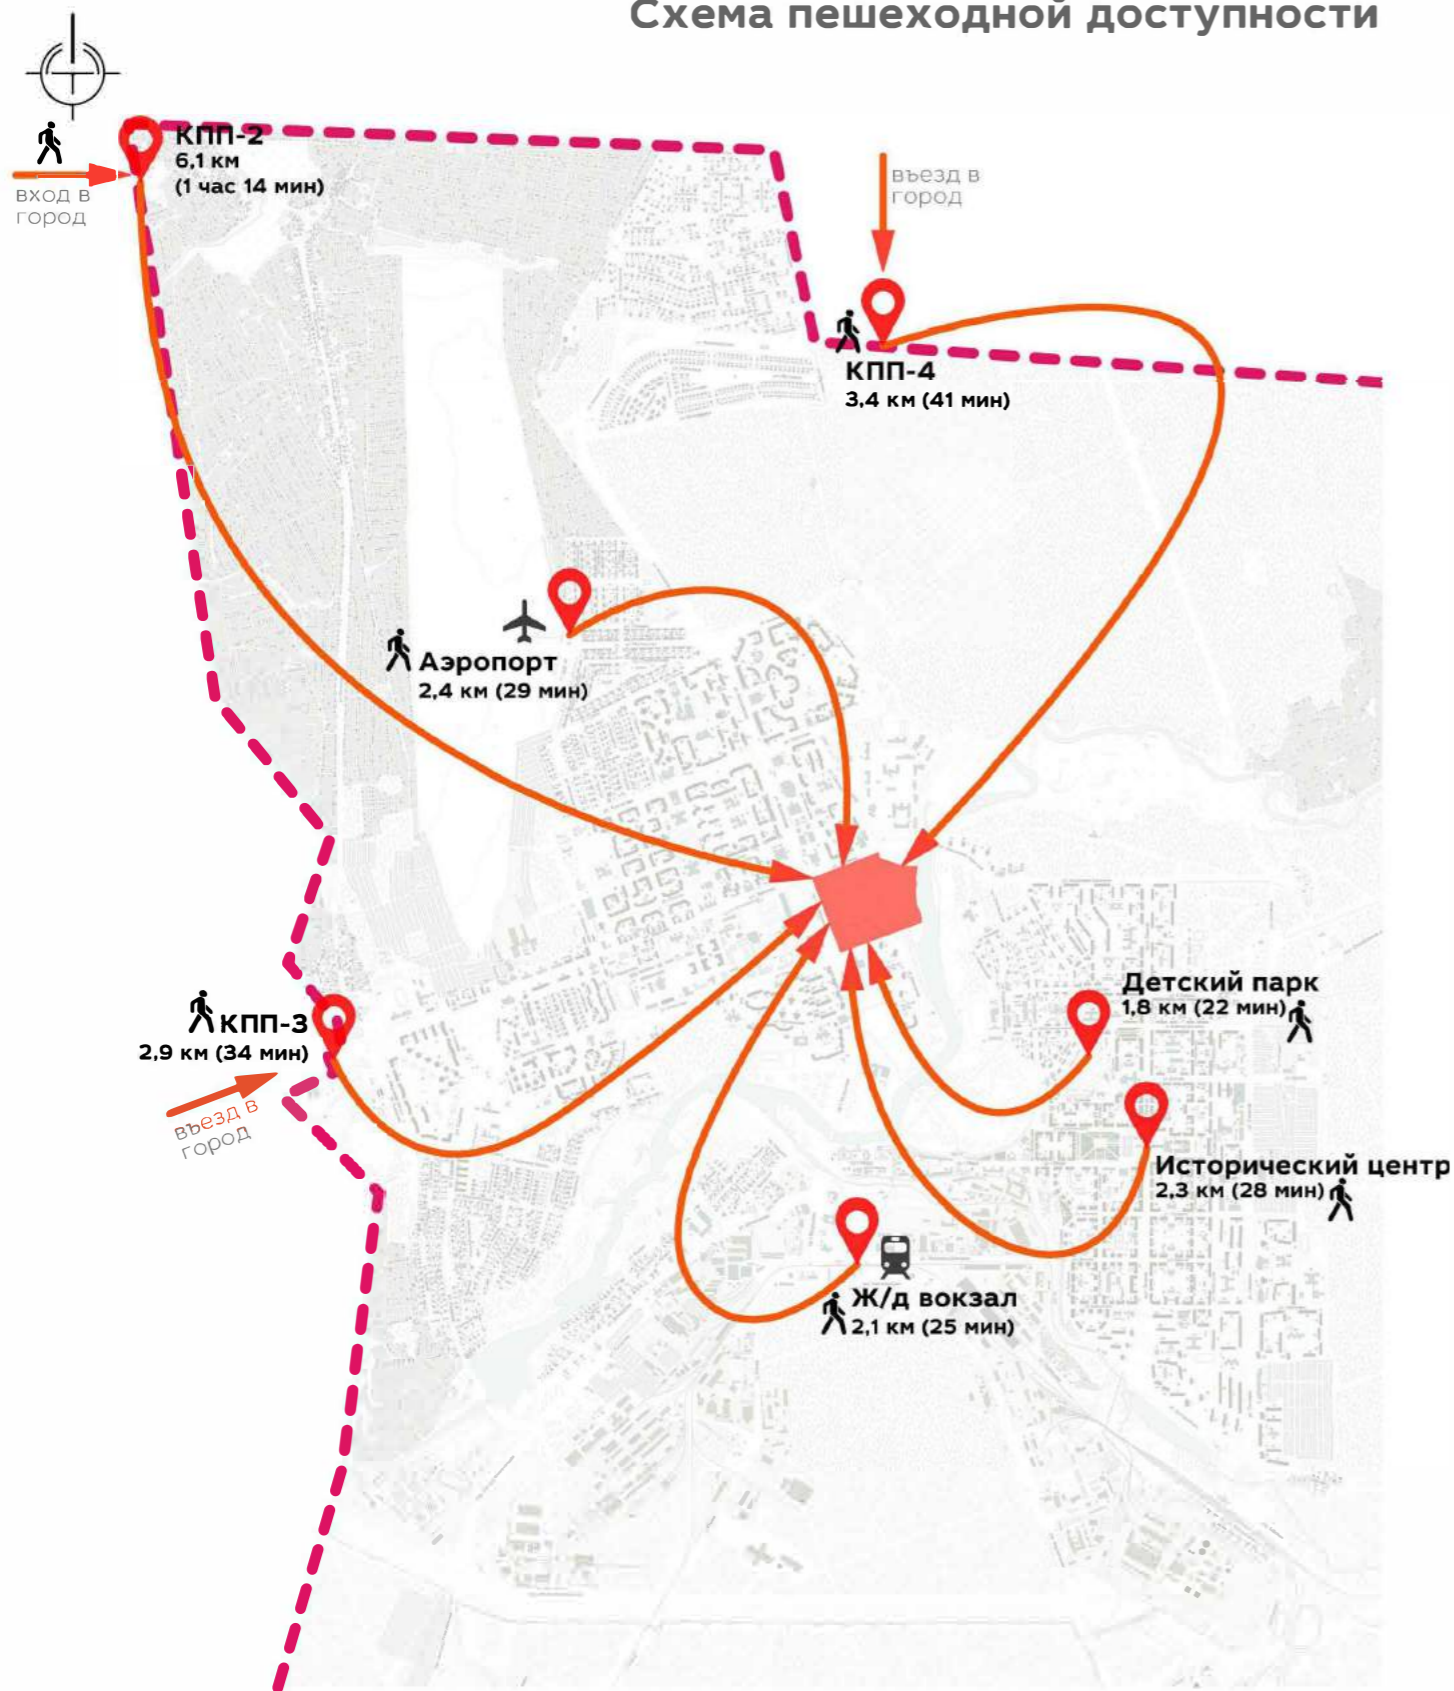 Схема пешеходной доступности
КПП-2
6,1 км
(1 час 14 мин)
вход в
город
въезд в
город
КПП-4
3,4 км (41 мин)
Аэропорт
2,4 км (29 мин)
Детский парк
1,8 км (22 мин)
КПП-3
2,9 км (34 мин)
въезд в
город
Исторический центр
2,3 км (28 мин)
Ж/д вокзал
2,1 км (25 мин)